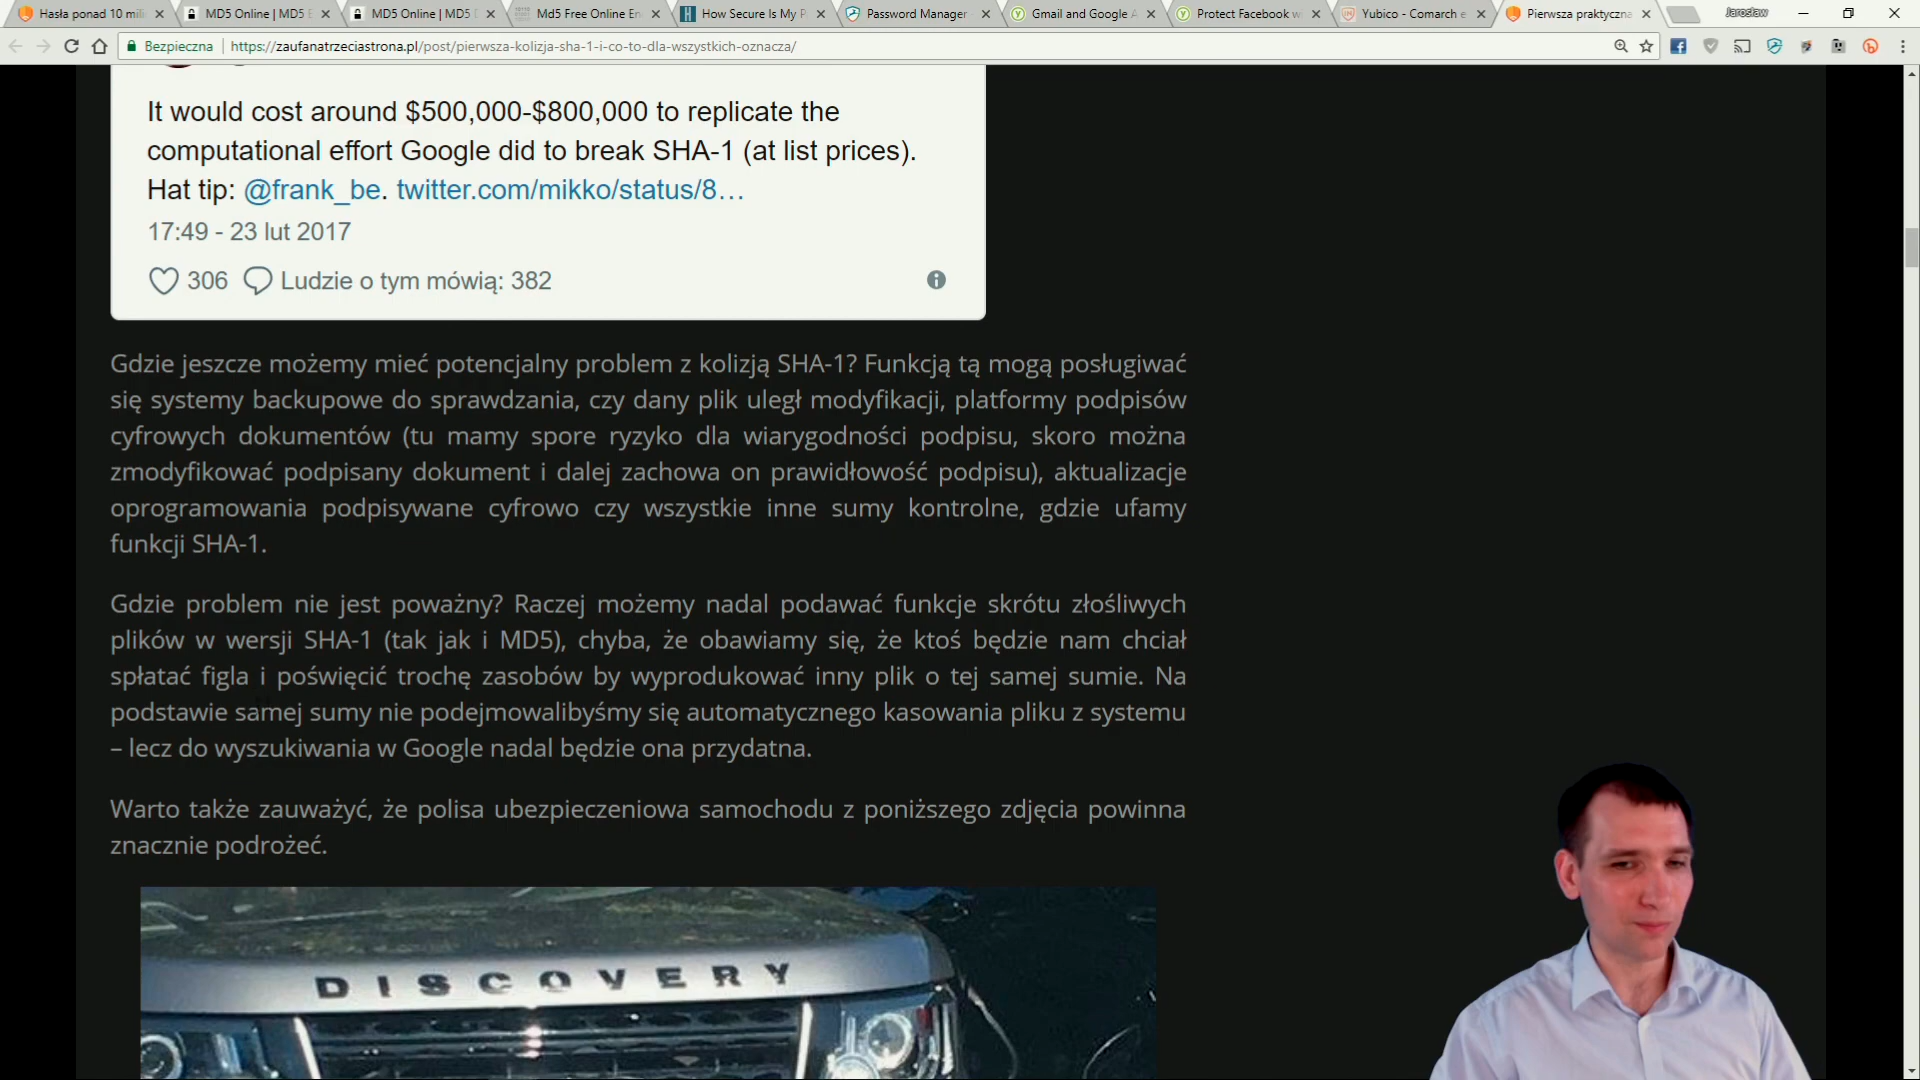 Hasła ponad 10 mili
MD5 Online | MD5 E
MD5 Online | MD5 D
Md5 Free Online En
How Secure Is My P
Password Manager
Gmail and Google A
Protect Facebook w
Yubico - Comarch e
Pierwsza praktyczna
Jarosław
Bezpieczna
https://zaufanatrzeciastrona.pl/post/pierwsza-kolizja-sha-1-i-co-to-dla-wszystkich-oznacza/
It would cost around $500,000-$800,000 to replicate the
computational effort Google did to break SHA-1 (at list prices).
Hat tip: @frank_be. twitter.com/mikko/status/8…
17:49 - 23 lut 2017
306 Ludzie o tym mówią: 382
Gdzie jeszcze możemy mieć potencjalny problem z kolizją SHA-1? Funkcją tą mogą posługiwać
się systemy backupowe do sprawdzania, czy dany plik uległ modyfikacji, platformy podpisów
cyfrowych dokumentów (tu mamy spore ryzyko dla wiarygodności podpisu, skoro można
zmodyfikować podpisany dokument i dalej zachowa on prawidłowość podpisu), aktualizacje
oprogramowania podpisywane cyfrowo czy wszystkie inne sumy kontrolne, gdzie ufamy
funkcji SHA-1.
Gdzie problem nie jest poważny? Raczej możemy nadal podawać funkcje skrótu złośliwych
plików w wersji SHA-1 (tak jak i MD5), chyba, że obawiamy się, że ktoś będzie nam chciał
spłatać figla i poświęcić trochę zasobów by wyprodukować inny plik o tej samej sumie. Na
podstawie samej sumy nie podejmowalibyśmy się automatycznego kasowania pliku z systemu
– lecz do wyszukiwania w Google nadal będzie ona przydatna.
Warto także zauważyć, że polisa ubezpieczeniowa samochodu z poniższego zdjęcia powinna
znacznie podrożeć.
DISCOVERY